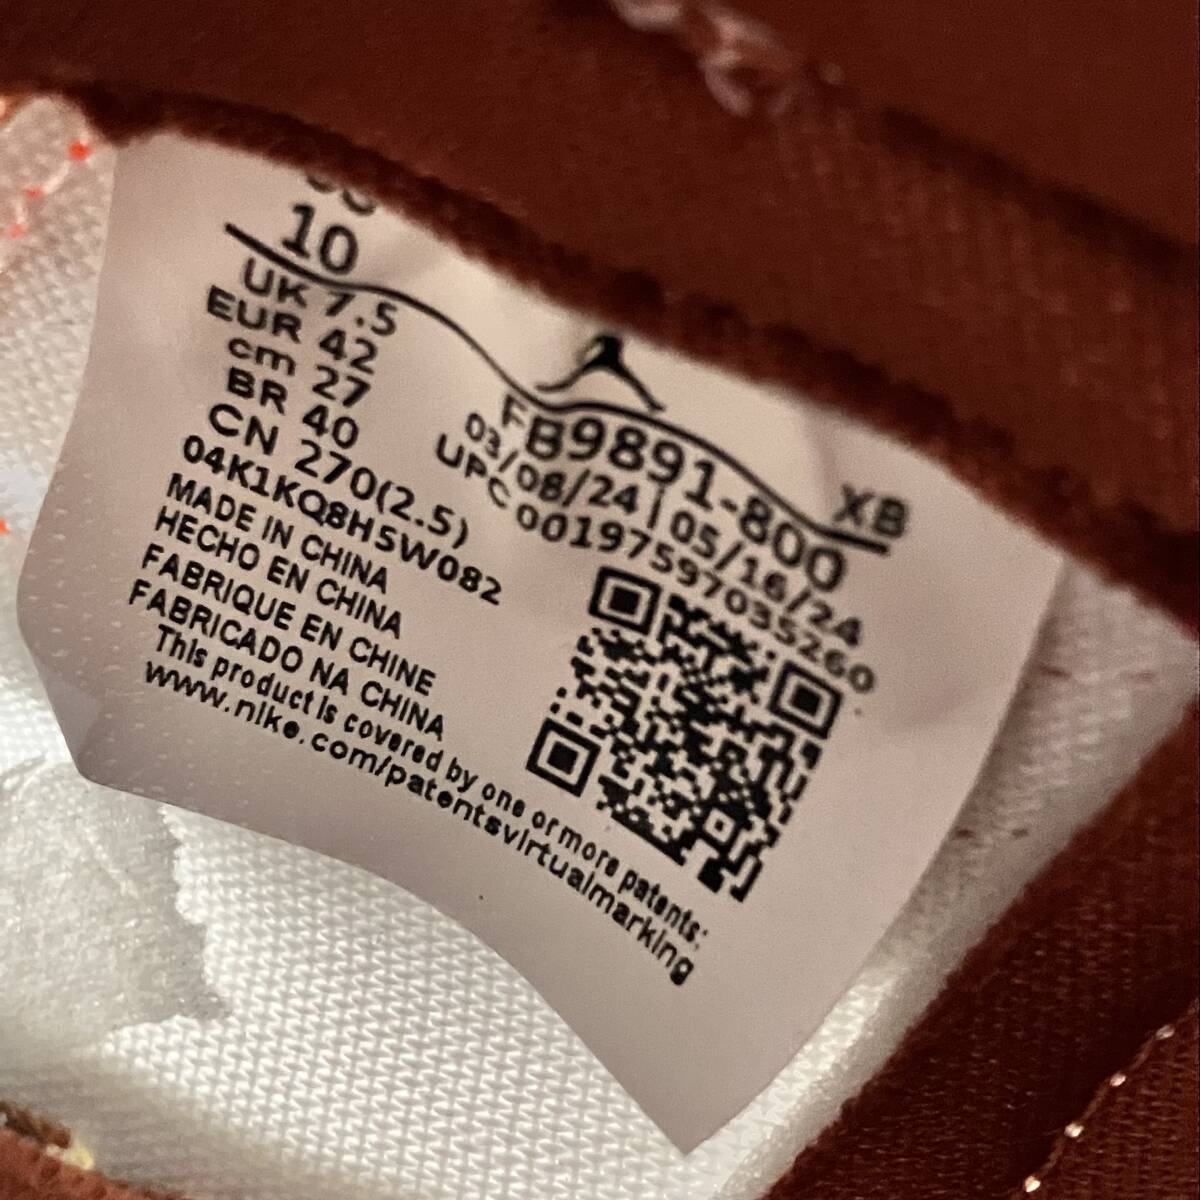 10
UK 7.5
EUR 42
cm 27
BR 40
CN 270(2.5)
04K1KQ8H5W082
MADE IN CHINA
HECHO EN CHINA
FABRIQUE EN CHINE
FABRICADO NA CHINA
This product is covered by one or more patents:
www.nike.com/patentsvirtualmarking
XB
FB9891-800
03/08/24 | 05/16/24
UPC 00197597035260